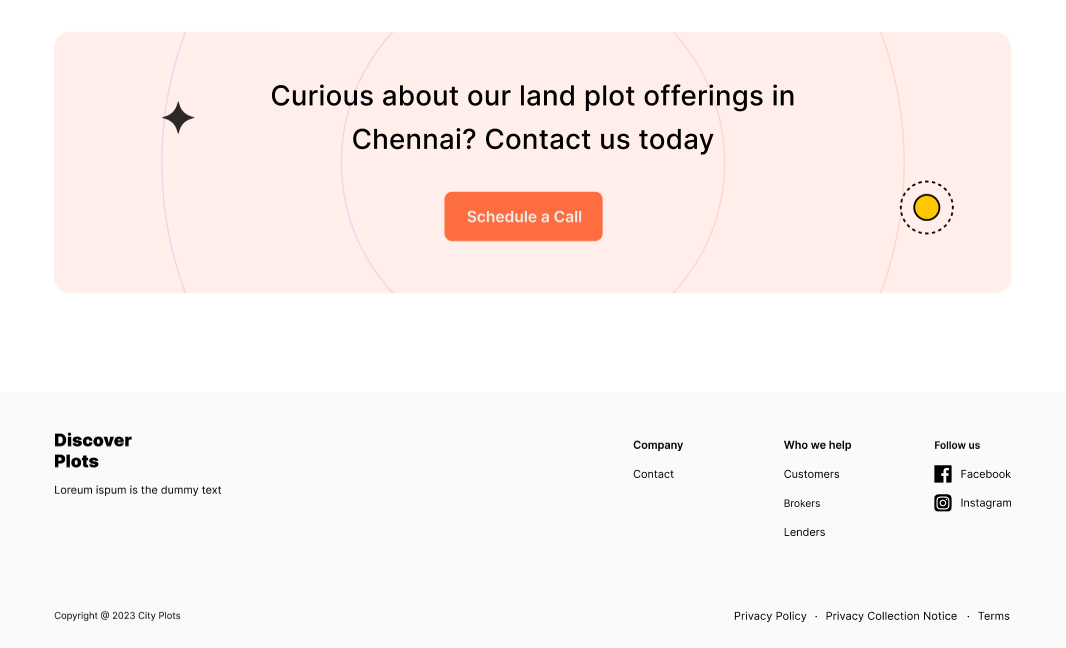 Curious about our land plot offerings in
Chennai? Contact us today
Schedule a Call
Discover
Plots
Loreum ispum is the dummy text
Company
Contact
Who we help
Customers
Brokers
Lenders
Follow us
Facebook
Instagram
Copyright @ 2023 City Plots
Privacy Policy · Privacy Collection Notice · Terms